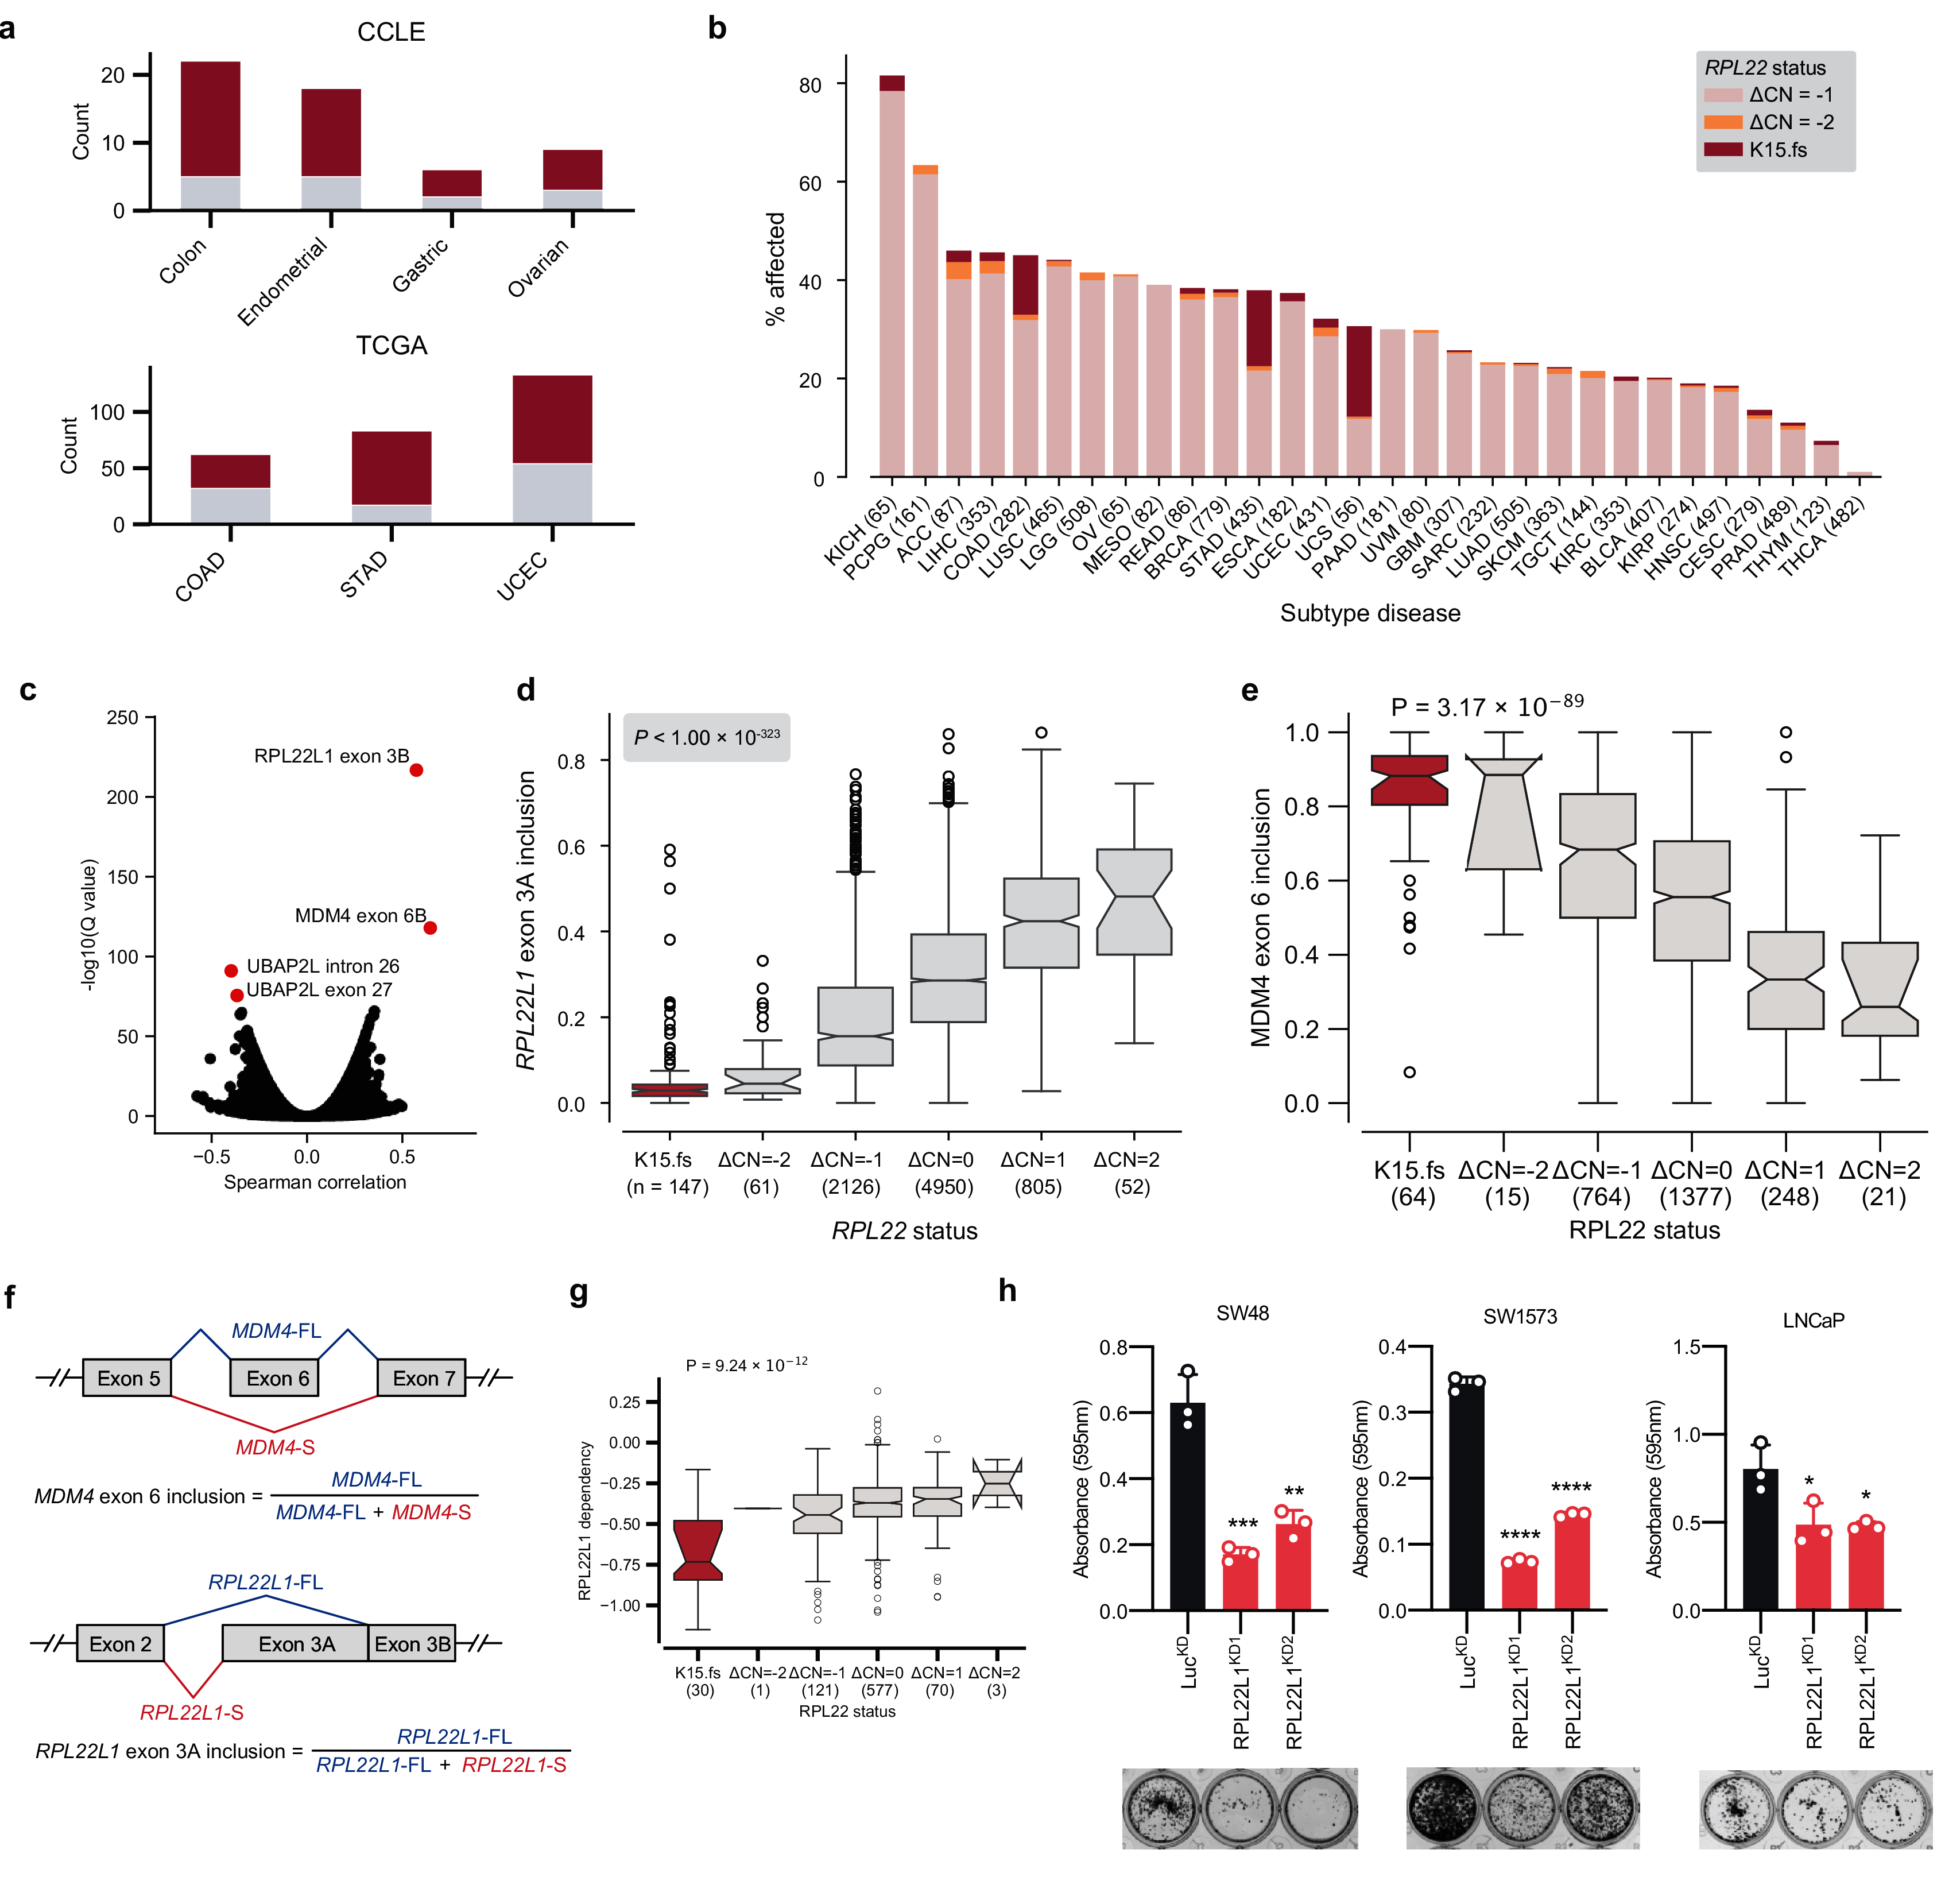 a
CCLE
Count
20
10
0
Colon
Endometrial
Gastric
Ovarian
TCGA
Count
100
50
0
COAD
STAD
UCEC
b
% affected
80
60
40
20
0
RPL22 status
ΔCN = -1
ΔCN = -2
K15.fs
KICH (65)
PCPG (161)
ACC (87)
LIHC (353)
COAD (282)
LUSC (465)
LGG (508)
OV (65)
MESO (82)
READ (86)
BRCA (779)
STAD (435)
ESCA (182)
UCEC (431)
UCS (56)
PAAD (181)
UVM (80)
GBM (307)
SARC (232)
LUAD (505)
SKCM (363)
TGCT (144)
KIRC (353)
BLCA (407)
KIRP (274)
HNSC (497)
CESC (279)
PRAD (489)
THYM (123)
THCA (482)
Subtype disease
c
-log10(Q value)
250
200
150
100
50
0
RPL22L1 exon 3B
MDM4 exon 6B
UBAP2L intron 26
UBAP2L exon 27
−0.5 0.0 0.5
Spearman correlation
d
RPL22L1 exon 3A inclusion
P < 1.00 × 10-323
0.8
0.6
0.4
0.2
0.0
K15.fs ΔCN=-2 ΔCN=-1 ΔCN=0 ΔCN=1 ΔCN=2
(n = 147) (61) (2126) (4950) (805) (52)
RPL22 status
e
MDM4 exon 6 inclusion
P = 3.17 × 10−89
1.0
0.8
0.6
0.4
0.2
0.0
K15.fs ΔCN=-2 ΔCN=-1 ΔCN=0 ΔCN=1 ΔCN=2
(64) (15) (764) (1377) (248) (21)
RPL22 status
f
MDM4-FL
Exon 5 Exon 6 Exon 7
MDM4-S
MDM4 exon 6 inclusion =
MDM4-FL
MDM4-FL + MDM4-S
RPL22L1-FL
Exon 2 Exon 3A Exon 3B
RPL22L1-S
RPL22L1 exon 3A inclusion =
RPL22L1-FL
RPL22L1-FL + RPL22L1-S
g
P = 9.24 × 10−12
RPL22L1 dependency
0.25
0.00
−0.25
−0.50
−0.75
−1.00
K15.fs ΔCN=-2 ΔCN=-1 ΔCN=0 ΔCN=1 ΔCN=2
(30) (1) (121) (577) (70) (3)
RPL22 status
h
SW48
Absorbance (595nm)
0.8
0.6
0.4
0.2
0.0
***
**
LucKD
RPL22L1KD1
RPL22L1KD2
SW1573
Absorbance (595nm)
0.4
0.3
0.2
0.1
0.0
****
****
LucKD
RPL22L1KD1
RPL22L1KD2
LNCaP
Absorbance (595nm)
1.5
1.0
0.5
0.0
*
*
LucKD
RPL22L1KD1
RPL22L1KD2